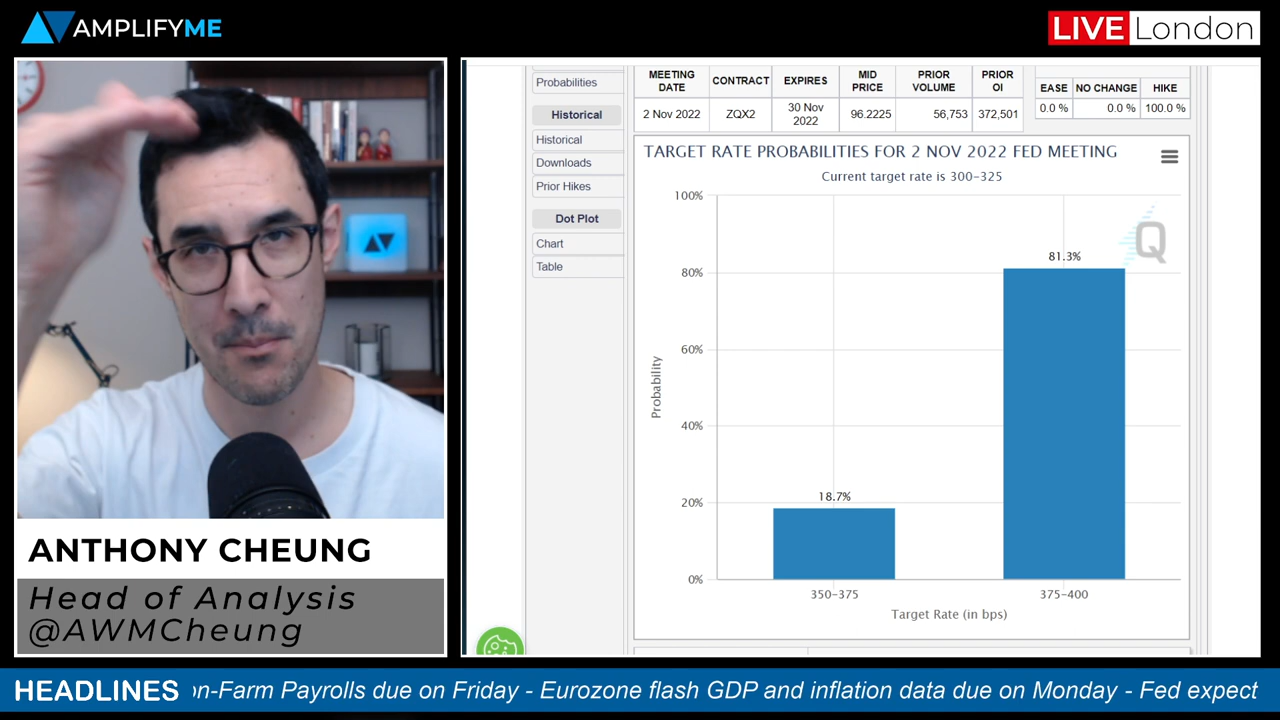 AMPLIFYME
LIVE London
ANTHONY CHEUNG
Head of Analysis
@AWMCheung
Probabilities
Historical
Historical
Downloads
Prior Hikes
Dot Plot
Chart
Table
MEETING DATE CONTRACT EXPIRES MID PRICE PRIOR VOLUME PRIOR OI
2 Nov 2022 ZQX2 30 Nov 2022 96.2225 56,753 372,501
EASE NO CHANGE HIKE
0.0 % 0.0 % 100.0 %
TARGET RATE PROBABILITIES FOR 2 NOV 2022 FED MEETING
Current target rate is 300-325
Q
Probability
100%
80%
60%
40%
20%
0%
18.7%
81.3%
350-375
375-400
Target Rate (in bps)
HEADLINES on-Farm Payrolls due on Friday - Eurozone flash GDP and inflation data due on Monday - Fed expect